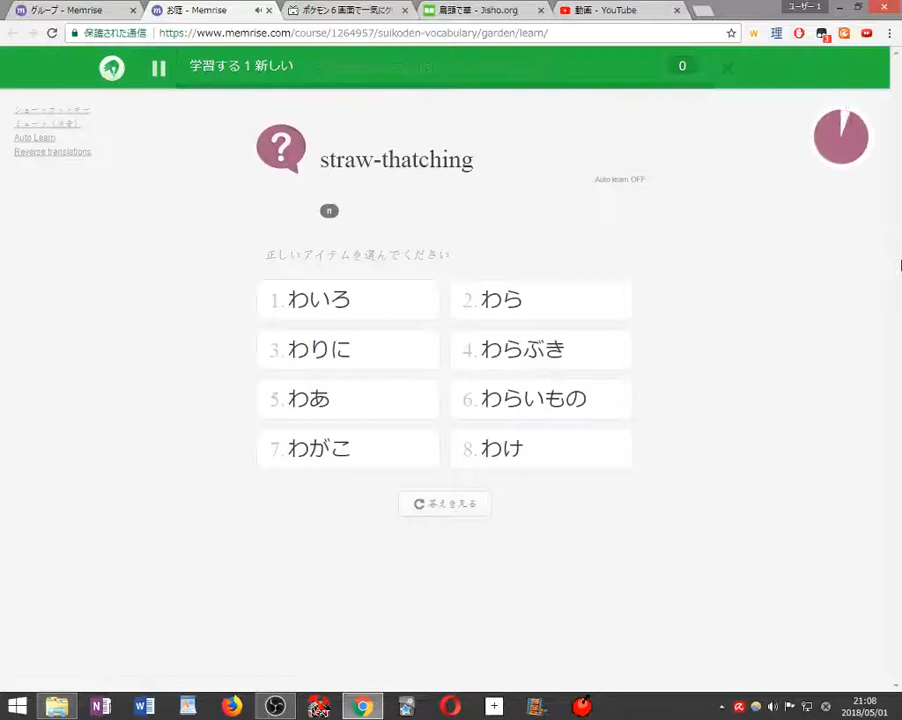 グループ - Memrise
お荘 - Memrise
ポケモン６画面で一気にク
烏頭で華 - Jisho.org
動画 - YouTube
ユーザー 1
保護された通信
https://www.memrise.com/course/1264957/suikoden-vocabulary/garden/learn/
学習する 1 新しい
0
Auto Learn
Reverse translations
straw-thatching
Auto learn OFF
n
正しいアイテムを選んでください
1. わいろ
2. わら
3. わりに
4. わらぶき
5. わあ
6. わらいもの
7. わがこ
8. わけ
答えを見る
21:08
2018/05/01